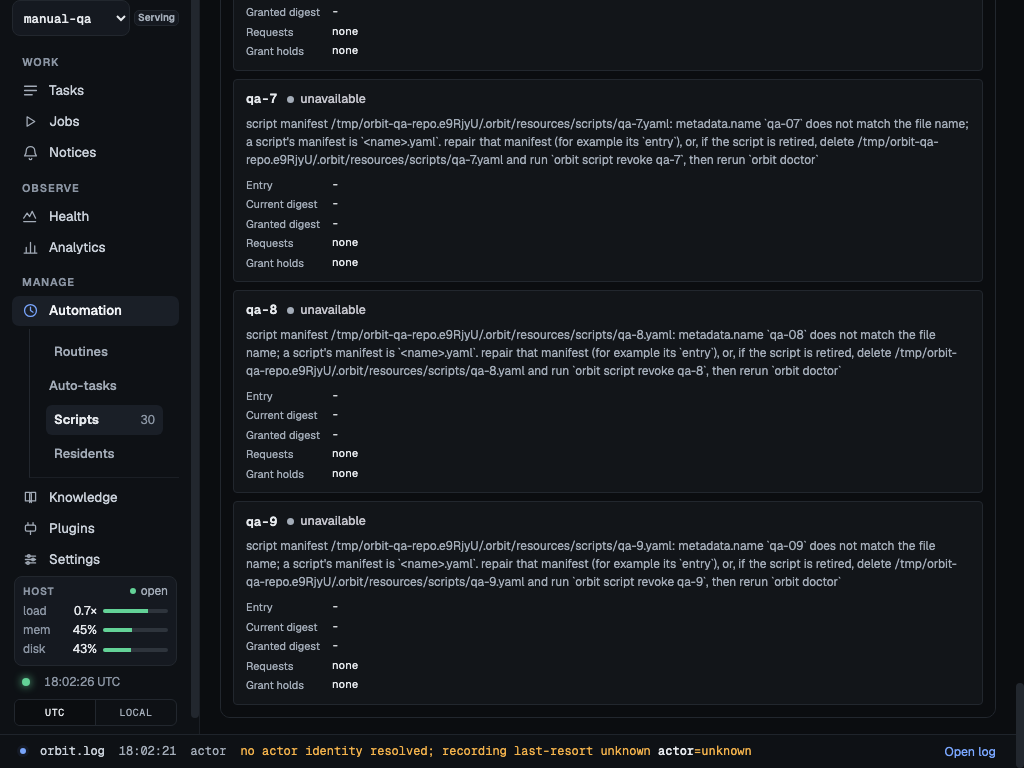 manual-qa Serving
WORK
Tasks
Jobs
Notices
OBSERVE
Health
Analytics
MANAGE
Automation
Routines
Auto-tasks
Scripts 30
Residents
Knowledge
Plugins
Settings
HOST open
load 0.7×
mem 45%
disk 43%
18:02:26 UTC
UTC LOCAL
Granted digest -
Requests none
Grant holds none
qa-7 unavailable
script manifest /tmp/orbit-qa-repo.e9RjyU/.orbit/resources/scripts/qa-7.yaml: metadata.name `qa-07` does not match the file name;
a script's manifest is `<name>.yaml`. repair that manifest (for example its `entry`), or, if the script is retired, delete /tmp/orbit-qa-
repo.e9RjyU/.orbit/resources/scripts/qa-7.yaml and run `orbit script revoke qa-7`, then rerun `orbit doctor`
Entry -
Current digest -
Granted digest -
Requests none
Grant holds none
qa-8 unavailable
script manifest /tmp/orbit-qa-repo.e9RjyU/.orbit/resources/scripts/qa-8.yaml: metadata.name `qa-08` does not match the file
name; a script's manifest is `<name>.yaml`. repair that manifest (for example its `entry`), or, if the script is retired, delete /tmp/orbit-
qa-repo.e9RjyU/.orbit/resources/scripts/qa-8.yaml and run `orbit script revoke qa-8`, then rerun `orbit doctor`
Entry -
Current digest -
Granted digest -
Requests none
Grant holds none
qa-9 unavailable
script manifest /tmp/orbit-qa-repo.e9RjyU/.orbit/resources/scripts/qa-9.yaml: metadata.name `qa-09` does not match the file
name; a script's manifest is `<name>.yaml`. repair that manifest (for example its `entry`), or, if the script is retired, delete /tmp/orbit-
qa-repo.e9RjyU/.orbit/resources/scripts/qa-9.yaml and run `orbit script revoke qa-9`, then rerun `orbit doctor`
Entry -
Current digest -
Granted digest -
Requests none
Grant holds none
orbit.log 18:02:21 actor no actor identity resolved; recording last-resort unknown actor=unknown Open log